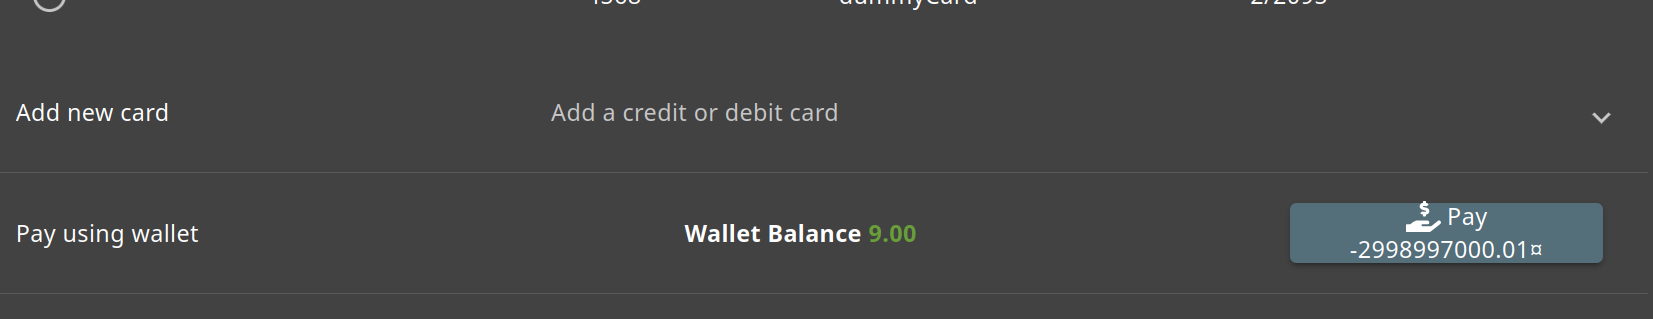 Add new card Add a credit or debit card
Pay using wallet Wallet Balance 9.00 Pay
-2998997000.01¤